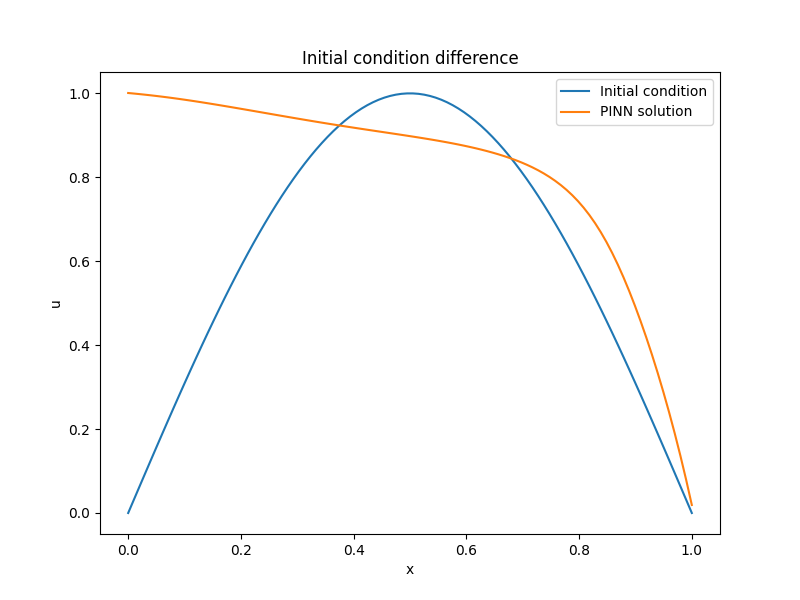 Initial condition difference
Initial condition
PINN solution
1.0
0.8
0.6
0.4
0.2
0.0
u
0.0 0.2 0.4 0.6 0.8 1.0
x